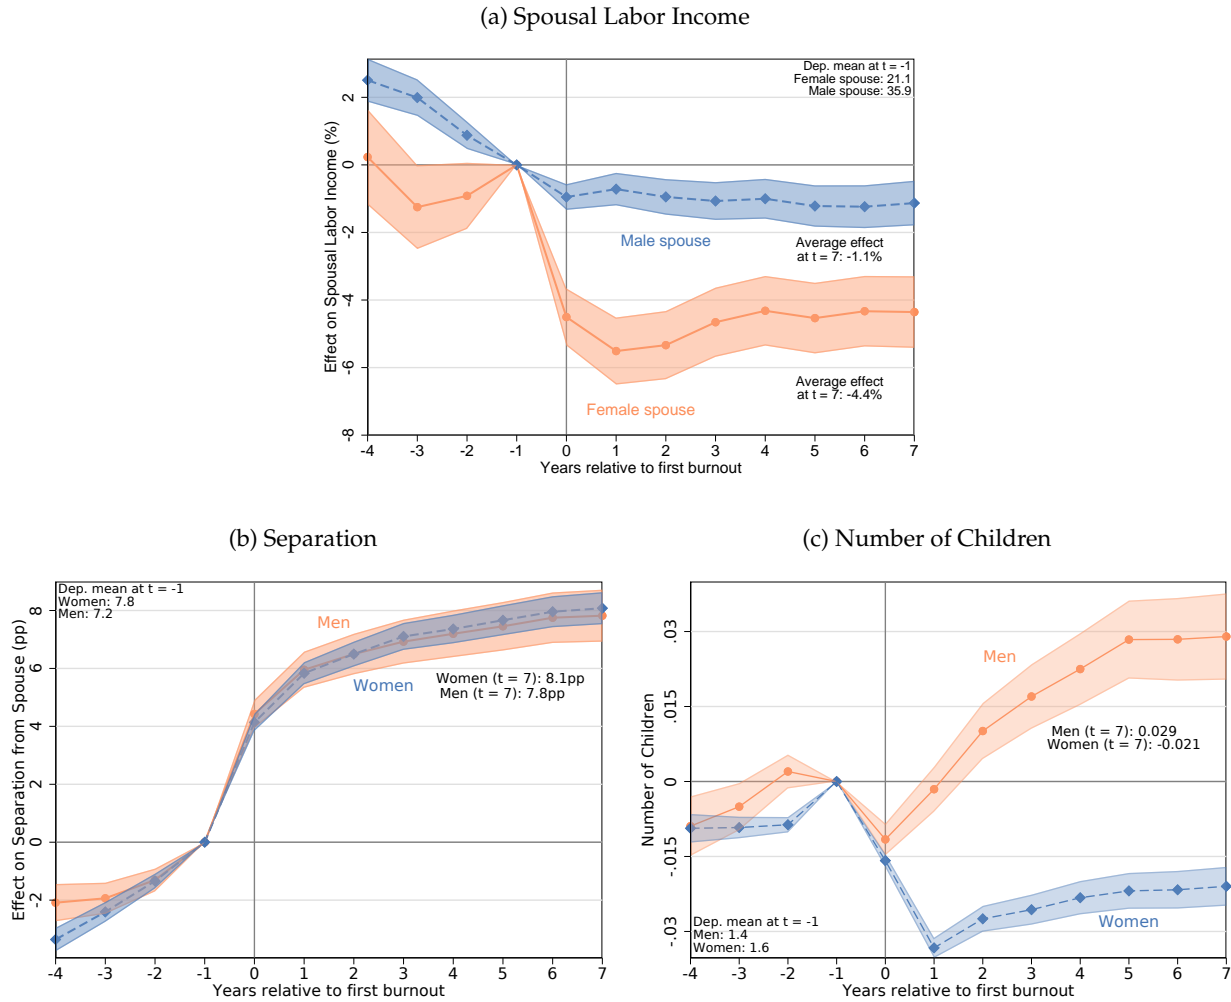 (a) Spousal Labor Income
Dep. mean at t = -1
Female spouse: 21.1
Male spouse: 35.9
Effect on Spousal Labor Income (%)
2
0
-2
-4
-6
-8
Male spouse
Average effect
at t = 7: -1.1%
Average effect
at t = 7: -4.4%
Female spouse
-4 -3 -2 -1 0 1 2 3 4 5 6 7
Years relative to first burnout
(b) Separation
Dep. mean at t = -1
Women: 7.8
Men: 7.2
Effect on Separation from Spouse (pp)
8
6
4
2
0
-2
Men
Women
Women (t = 7): 8.1pp
Men (t = 7): 7.8pp
-4 -3 -2 -1 0 1 2 3 4 5 6 7
Years relative to first burnout
(c) Number of Children
Number of Children
.03
.015
0
-.015
-.03
Men
Men (t = 7): 0.029
Women (t = 7): -0.021
Dep. mean at t = -1
Men: 1.4
Women: 1.6
Women
-4 -3 -2 -1 0 1 2 3 4 5 6 7
Years relative to first burnout